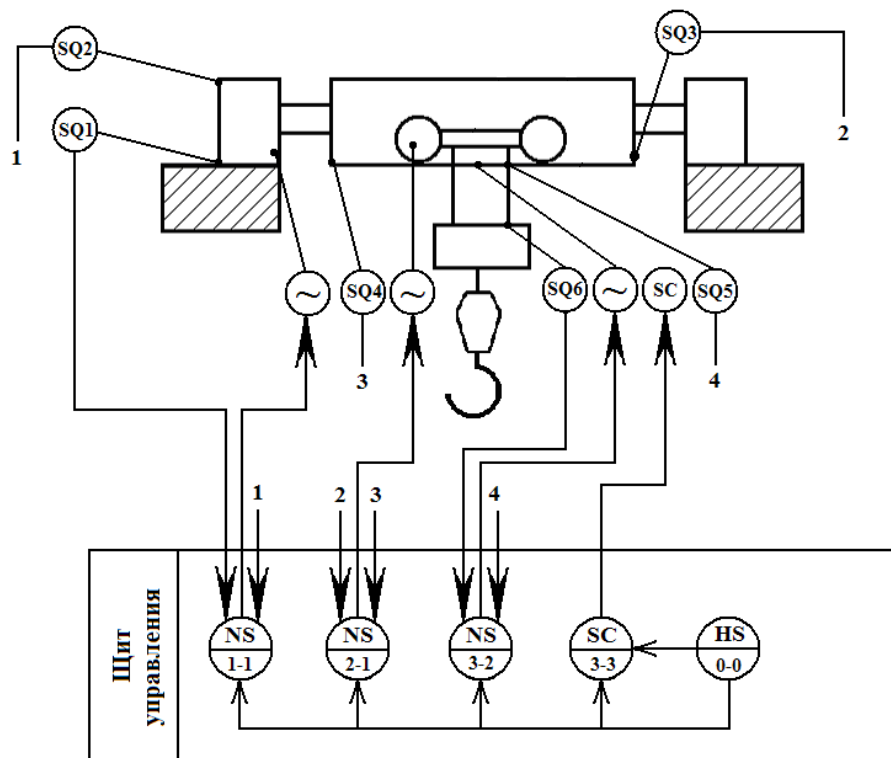 SQ2
SQ3
SQ1
1
2
SQ4
SQ6
SC
SQ5
3
4
1
2
3
4
Щит
управления
NS
1-1
NS
2-1
NS
3-2
SC
3-3
HS
0-0